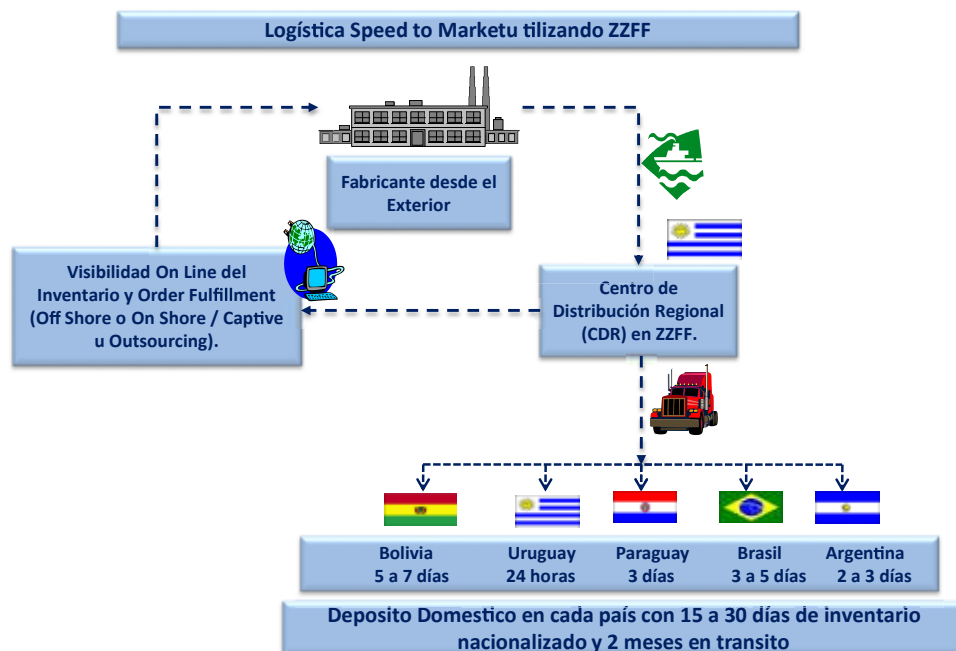 Logística Speed to Marketu tilizando ZZFF
Fabricante desde el
Exterior
Visibilidad On Line del
Inventario y Order Fulfillment
(Off Shore o On Shore / Captive
u Outsourcing).
Centro de
Distribución Regional
(CDR) en ZZFF.
Bolivia Uruguay Paraguay Brasil Argentina
5 a 7 días 24 horas 3 días 3 a 5 días 2 a 3 días
Deposito Domestico en cada país con 15 a 30 días de inventario
nacionalizado y 2 meses en transito